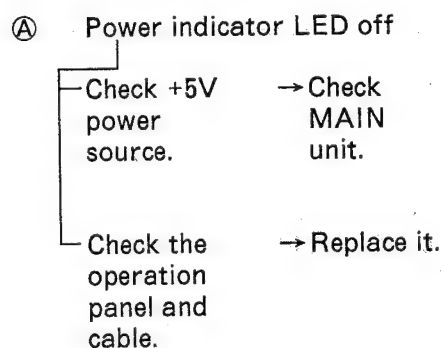 Ⓐ Power indicator LED off
Check +5V → Check
power MAIN
source. unit.
Check the → Replace it.
operation
panel and
cable.